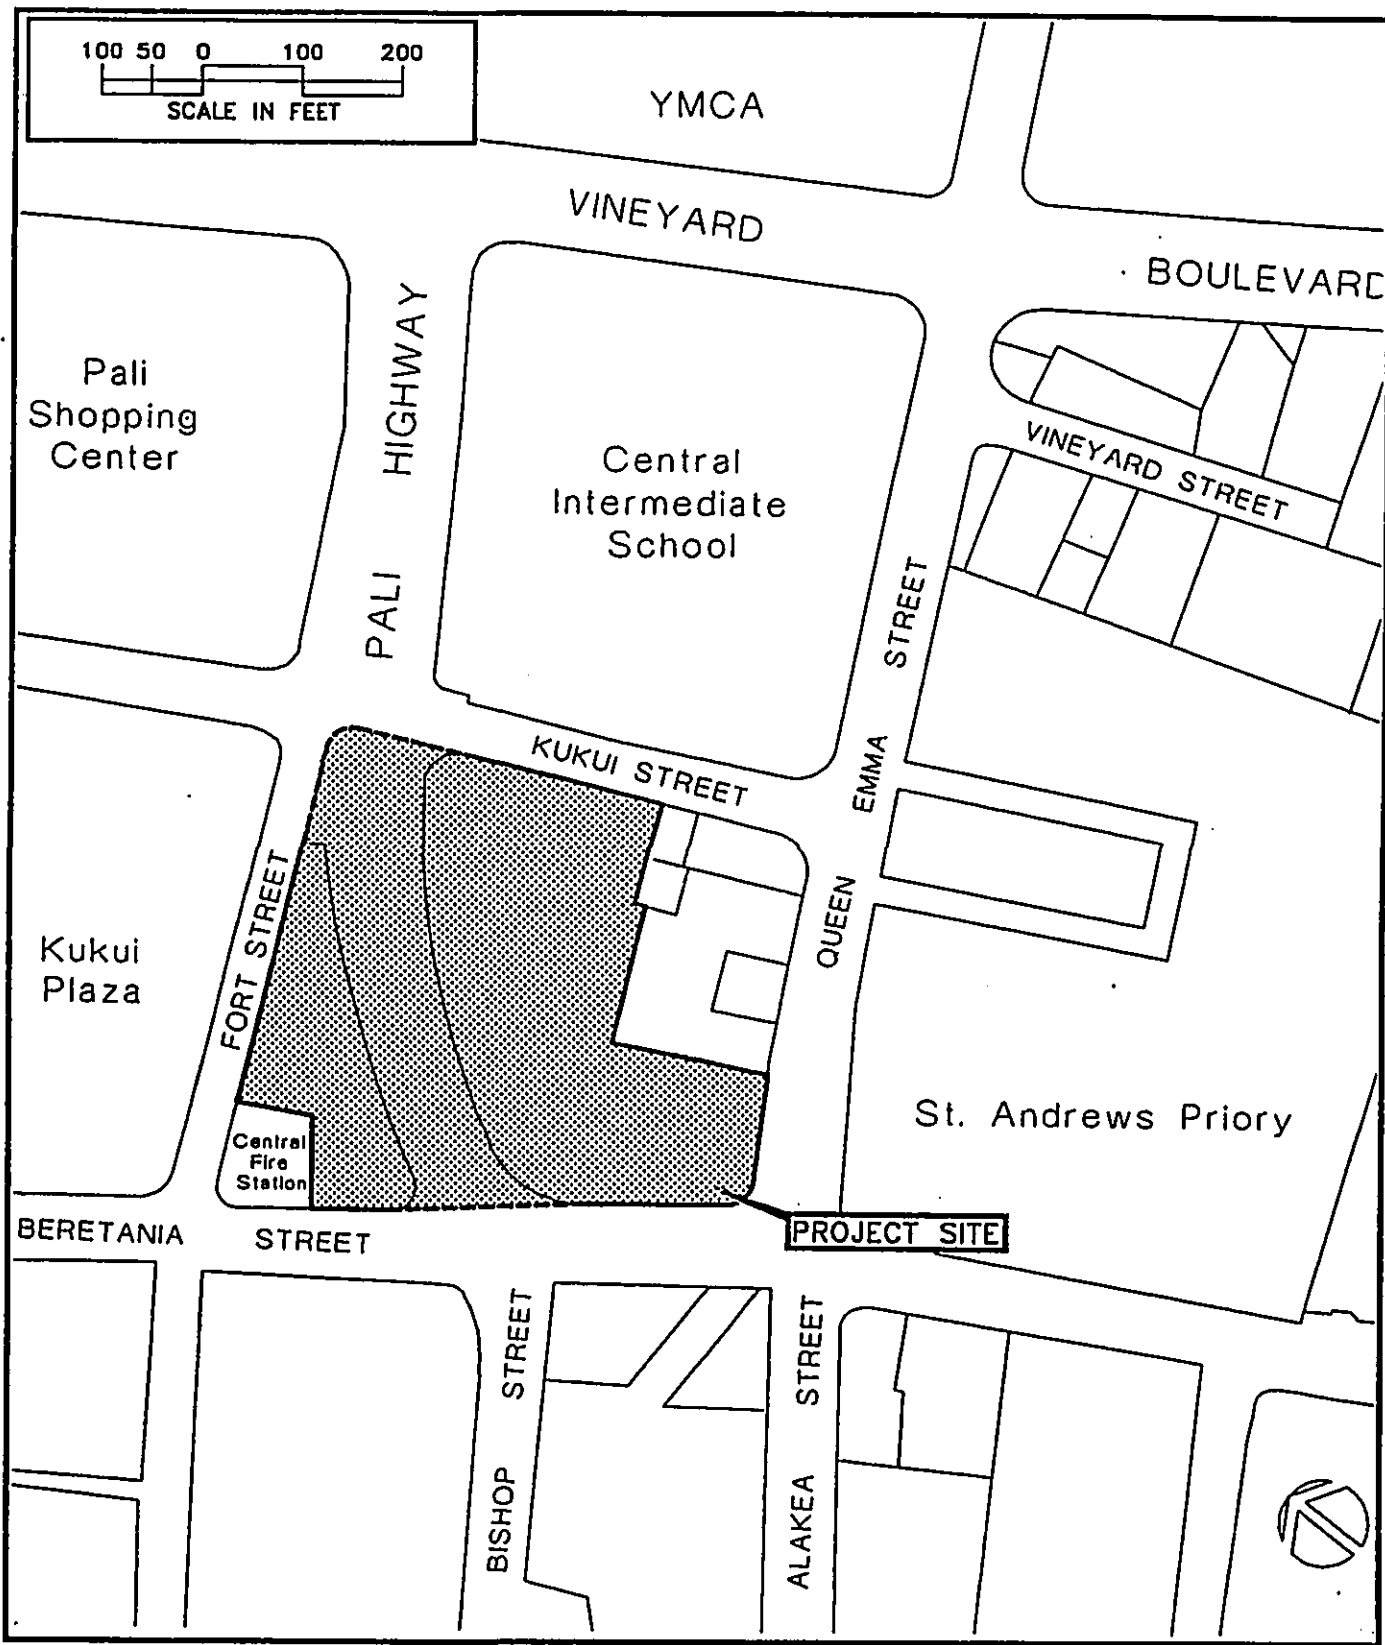 100 50 0 100 200
SCALE IN FEET
YMCA
VINEYARD
BOULEVARD
Pali
Shopping
Center
PALI HIGHWAY
Central
Intermediate
School
VINEYARD STREET
KUKUI STREET
QUEEN EMMA STREET
Kukui
Plaza
FORT STREET
St. Andrews Priory
Central
Fire
Station
PROJECT SITE
BERETANIA STREET
BISHOP STREET
ALAKEA STREET